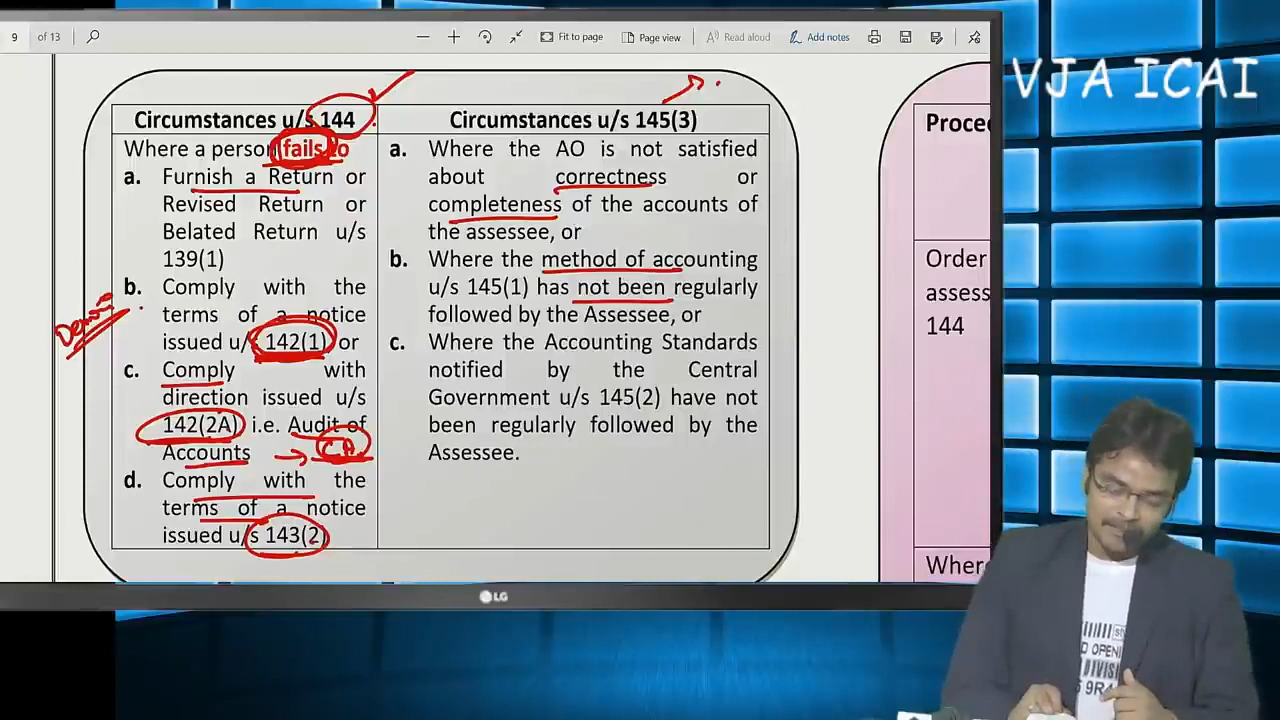 9 of 13 Fit to page Page view Read aloud Add notes
VJA ICAI
Circumstances u/s 144
Where a person fails to
a. Furnish a Return or
Revised Return or
Belated Return u/s
139(1)
b. Comply with the
terms of a notice
issued u/s 142(1) or
c. Comply with
direction issued u/s
142(2A) i.e. Audit of
Accounts → CA
d. Comply with the
terms of a notice
issued u/s 143(2)
Circumstances u/s 145(3)
a. Where the AO is not satisfied
about correctness or
completeness of the accounts of
the assessee, or
b. Where the method of accounting
u/s 145(1) has not been regularly
followed by the Assessee, or
c. Where the Accounting Standards
notified by the Central
Government u/s 145(2) have not
been regularly followed by the
Assessee.
Order
144
LG